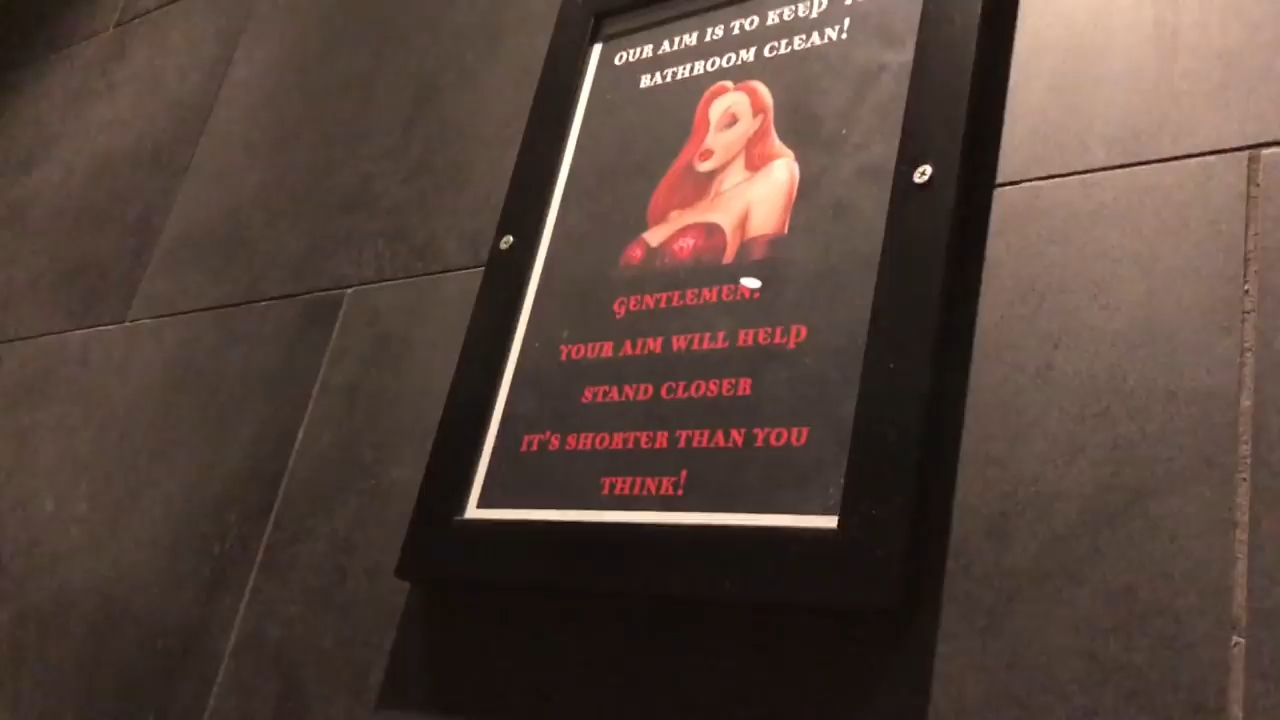 OUR AIM IS TO KEEP
BATHROOM CLEAN!
GENTLEMEN:
YOUR AIM WILL HELP
STAND CLOSER
IT'S SHORTER THAN YOU
THINK!